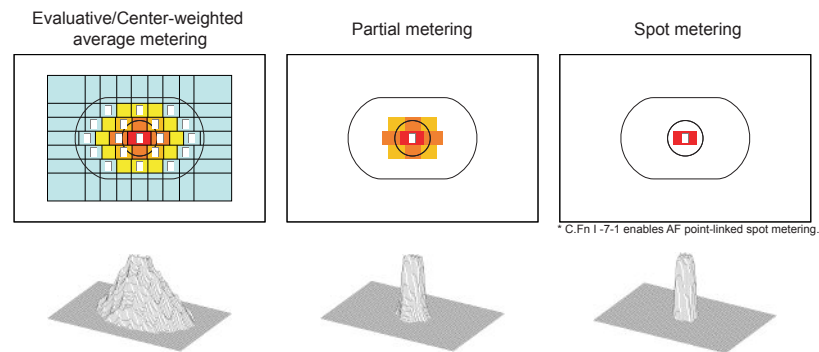 Evaluative/Center-weighted
average metering
Partial metering
Spot metering
* C.Fn I -7-1 enables AF point-linked spot metering.